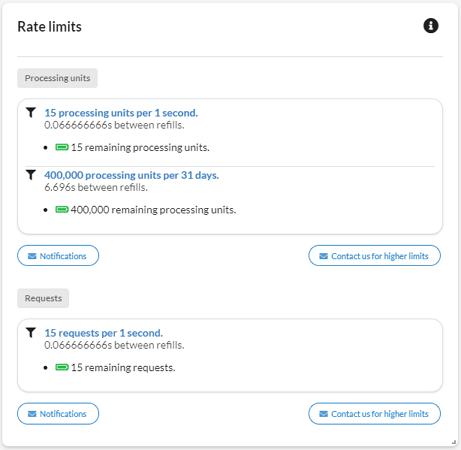 Rate limits
Processing units
15 processing units per 1 second.
0.066666666s between refills.
15 remaining processing units.
400,000 processing units per 31 days.
6.696s between refills.
400,000 remaining processing units.
Notifications
Contact us for higher limits
Requests
15 requests per 1 second.
0.066666666s between refills.
15 remaining requests.
Notifications
Contact us for higher limits